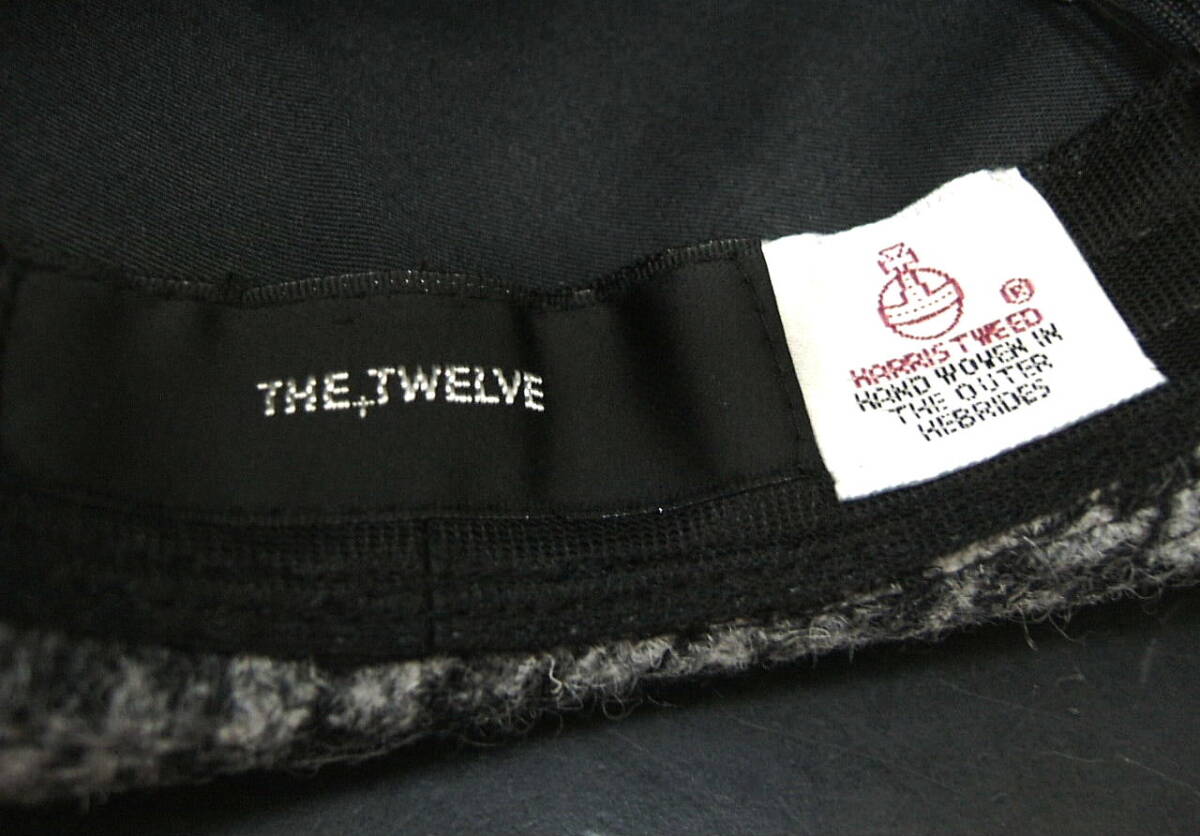 THE TWELVE
®
HARRIS TWEED
HAND WOVEN IN
THE OUTER
HEBRIDES